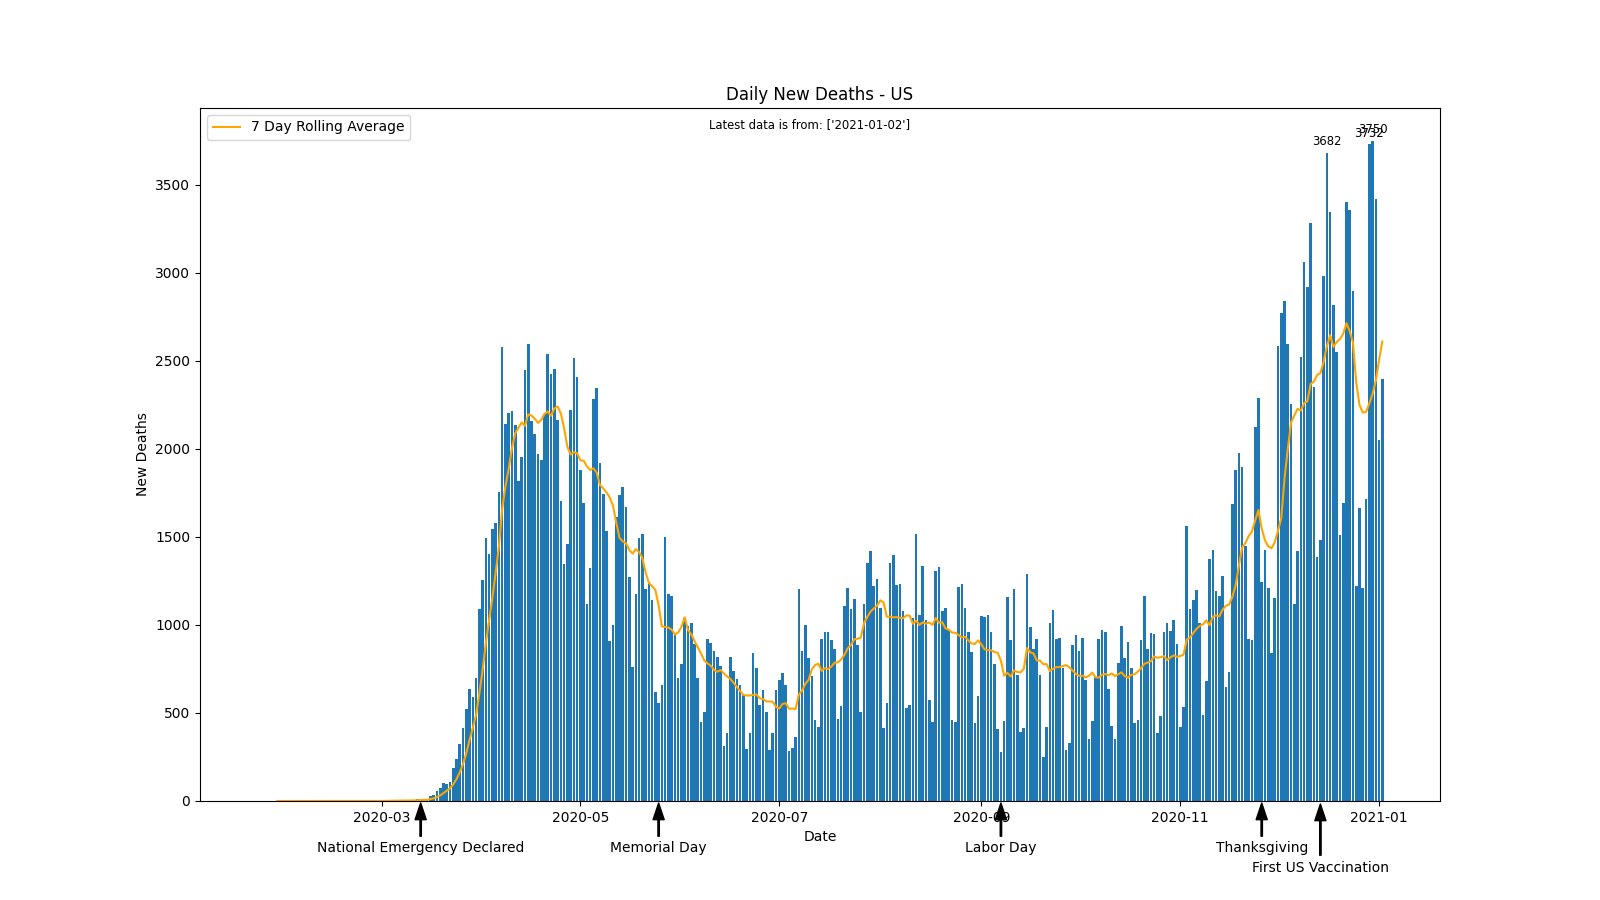 Daily New Deaths - US
7 Day Rolling Average
Latest data is from: ['2021-01-02']
3682
3732
3750
New Deaths
3500
3000
2500
2000
1500
1000
500
0
2020-03
2020-05
2020-07
2020-09
2020-11
2021-01
Date
National Emergency Declared
Memorial Day
Labor Day
Thanksgiving
First US Vaccination